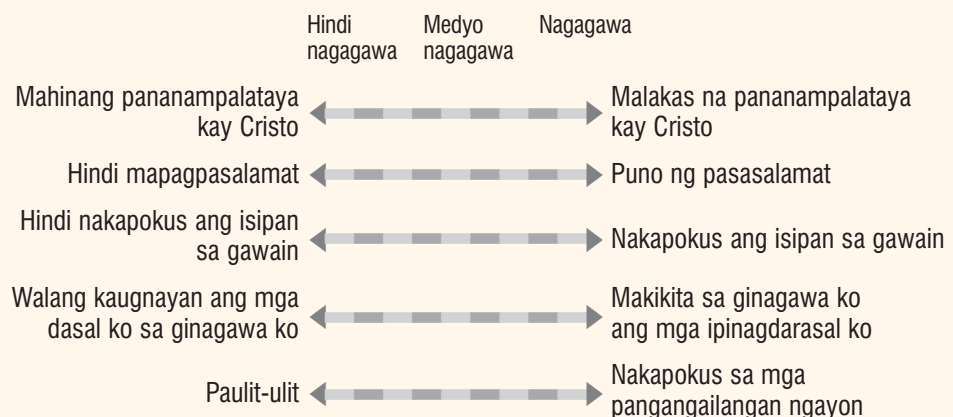 Hindi nagagawa
Medyo nagagawa
Nagagawa
Mahinang pananampalataya
kay Cristo
Malakas na pananampalataya
kay Cristo
Hindi mapagpasalamat
Puno ng pasasalamat
Hindi nakapokus ang isipan
sa gawain
Nakapokus ang isipan sa gawain
Walang kaugnayan ang mga
dasal ko sa ginagawa ko
Makikita sa ginagawa ko
ang mga ipinagdarasal ko
Paulit-ulit
Nakapokus sa mga
pangangailangan ngayon